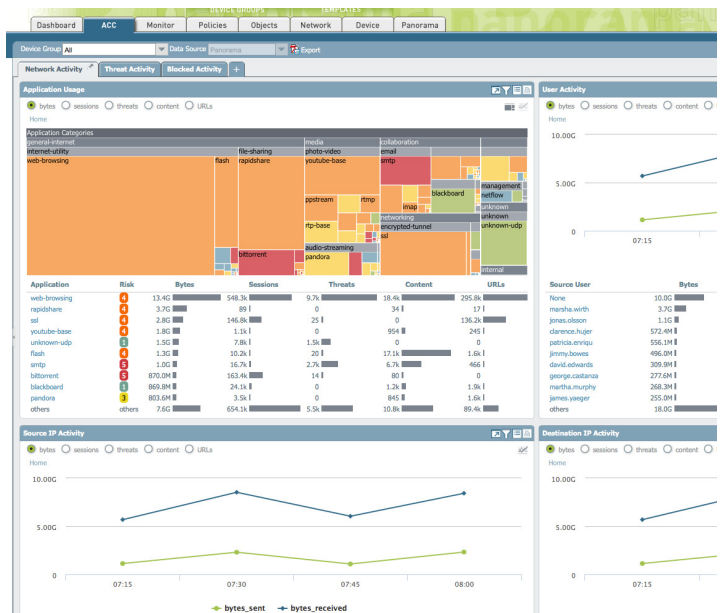 DEVICE GROUPS TEMPLATES
Dashboard ACC Monitor Policies Objects Network Device Panorama
Device Group All Data Source Panorama Export
Network Activity Threat Activity Blocked Activity +
Application Usage
bytes sessions threats content URLs
Home
Application Categories
general-internet media collaboration
internet-utility file-sharing photo-video email
web-browsing flash rapidshare youtube-base smtp
management
blackboard netflow
ppstream rtmp
imap unknown
networking unknown
rtp-base encrypted-tunnel unknown-udp
ssl
audio-streaming
bittorrent pandora
internal
Application Risk Bytes Sessions Threats Content URLs
web-browsing 4 13.4G 548.3k 9.7k 18.4k 295.8k
rapidshare 4 3.7G 89 0 34 17
ssl 4 2.8G 146.8k 25 0 136.2k
youtube-base 4 1.8G 1.1k 0 954 245
unknown-udp 1 1.5G 7.8k 1.5k 0 0
flash 4 1.3G 10.2k 20 17.1k 1.6k
smtp 5 1.0G 16.7k 2.7k 6.7k 466
bittorrent 5 870.0M 163.4k 14 80 0
blackboard 1 869.8M 24.1k 0 1.2k 1.9k
pandora 3 803.6M 3.5k 0 845 1.6k
others others 7.6G 654.1k 5.5k 10.8k 89.4k
User Activity
bytes sessions threats content
Home
10.00G
5.00G
0
07:15
Source User Bytes
None 10.0G
marsha.wirth 3.7G
jonas.olsson 1.1G
clarence.hujer 572.4M
patricia.enriqu 556.1M
jimmy.bowes 496.0M
david.edwards 309.9M
george.castanza 277.6M
martha.murphy 268.3M
james.yaeger 255.0M
others 18.0G
Source IP Activity
bytes sessions threats content URLs
Home
10.00G
5.00G
0
07:15 07:30 07:45 08:00
bytes_sent bytes_received
Destination IP Activity
bytes sessions threats content
Home
10.00G
5.00G
0
07:15